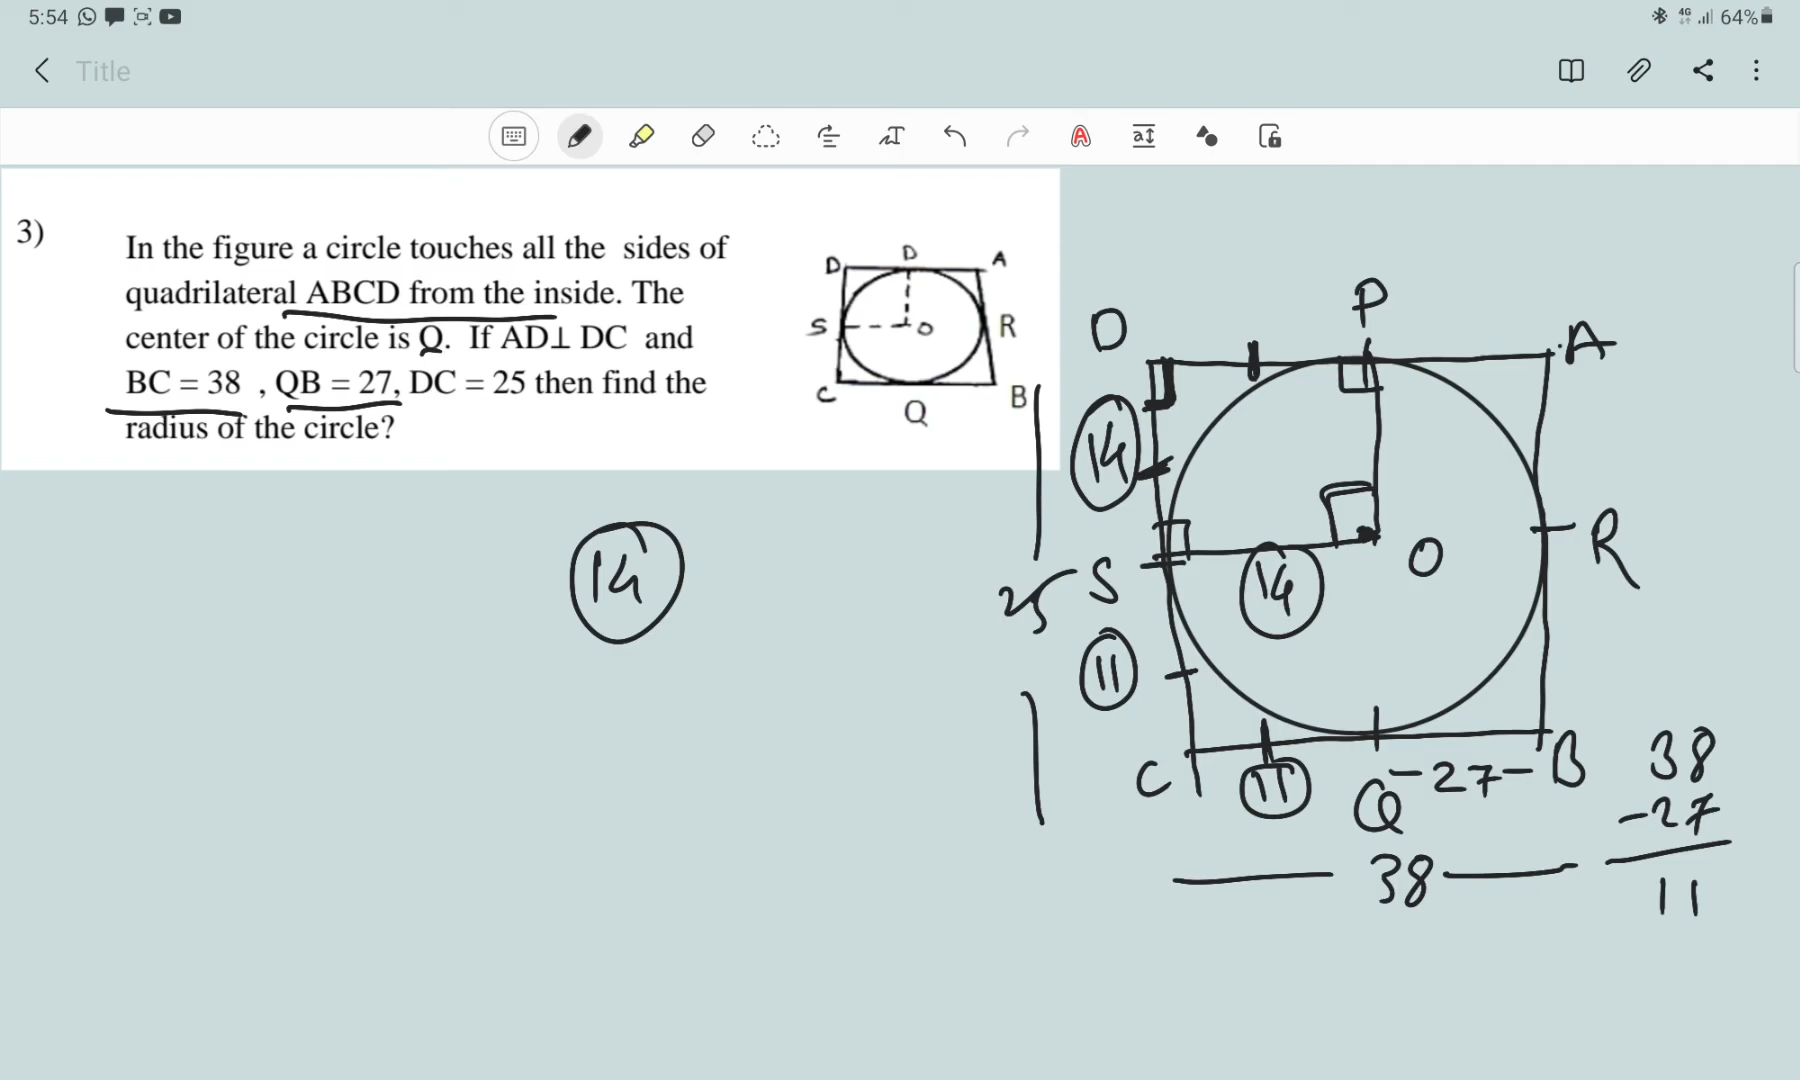 5:54
4G 64%
Title
3)
In the figure a circle touches all the sides of
quadrilateral ABCD from the inside. The
center of the circle is Q. If AD⊥ DC and
BC = 38 , QB = 27, DC = 25 then find the
radius of the circle?
D D A
S O R
C Q B
14
D P A
14
S O R
25
14
11
C 11 Q -27- B
38
38
-27
11